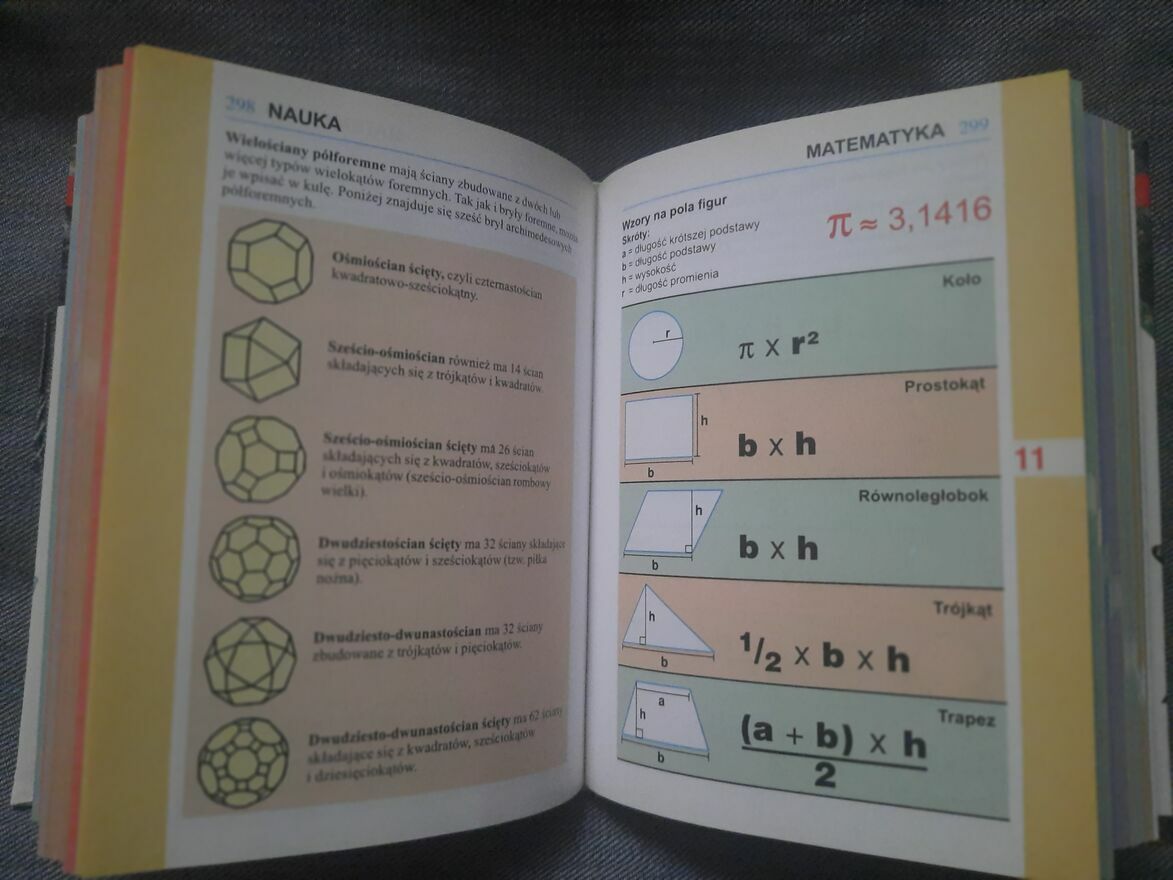 298 NAUKA
Wielościany półforemne mają ściany zbudowane z dwóch lub
więcej typów wielokątów foremnych. Tak jak i bryły foremne, można
je wpisać w kulę. Poniżej znajduje się sześć brył archimedesowych
półforemnych.
Ośmiościan ścięty, czyli czternastościan
kwadratowo-sześciokątny.
Sześcio-ośmiościan również ma 14 ścian
składających się z trójkątów i kwadratów.
Sześcio-ośmiościan ścięty ma 26 ścian
składających się z kwadratów, sześciokątów
i ośmiokątów (sześcio-ośmiościan rombowy
wielki).
Dwudziestościan ścięty ma 32 ściany składające
się z pięciokątów i sześciokątów (tzw. piłka
nożna).
Dwudziesto-dwunastościan ma 32 ściany
zbudowane z trójkątów i pięciokątów.
Dwudziesto-dwunastościan ścięty ma 62 ściany
składające się z kwadratów, sześciokątów
i dziesięciokątów.
MATEMATYKA 299
Wzory na pola figur
Skróty:
a = długość krótszej podstawy
b = długość podstawy
h = wysokość
r = długość promienia
π ≈ 3,1416
Koło
r
π x r²
Prostokąt
h
b
b x h
Równoległobok
h
b
b x h
Trójkąt
h
b
1/2 x b x h
Trapez
a
h
b
(a + b) x h
2
11